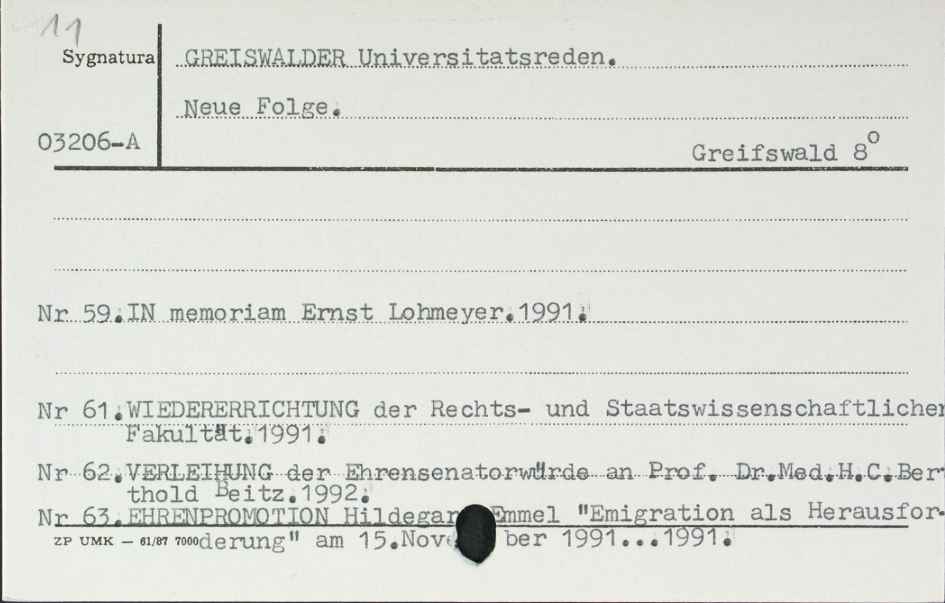 11
Sygnatura
GREISWALDER Universitatsreden.
Neue Folge.
03206-A
Greifswald 8º
Nr 59.IN memoriam Ernst Lohmeyer.1991.
Nr 61.WIEDERERRICHTUNG der Rechts- und Staatswissenschaftlichen
Fakultät.1991.
Nr 62.VERLEIHUNG der Ehrensenatorwürde an Prof. Dr.Med.H.C.Ber-
thold Beitz.1992.
Nr 63.EHRENPROMOTION Hildegar Emmel "Emigration als Herausfor-
ZP UMK — 61/87 7000 derung" am 15.Nov ber 1991...1991.